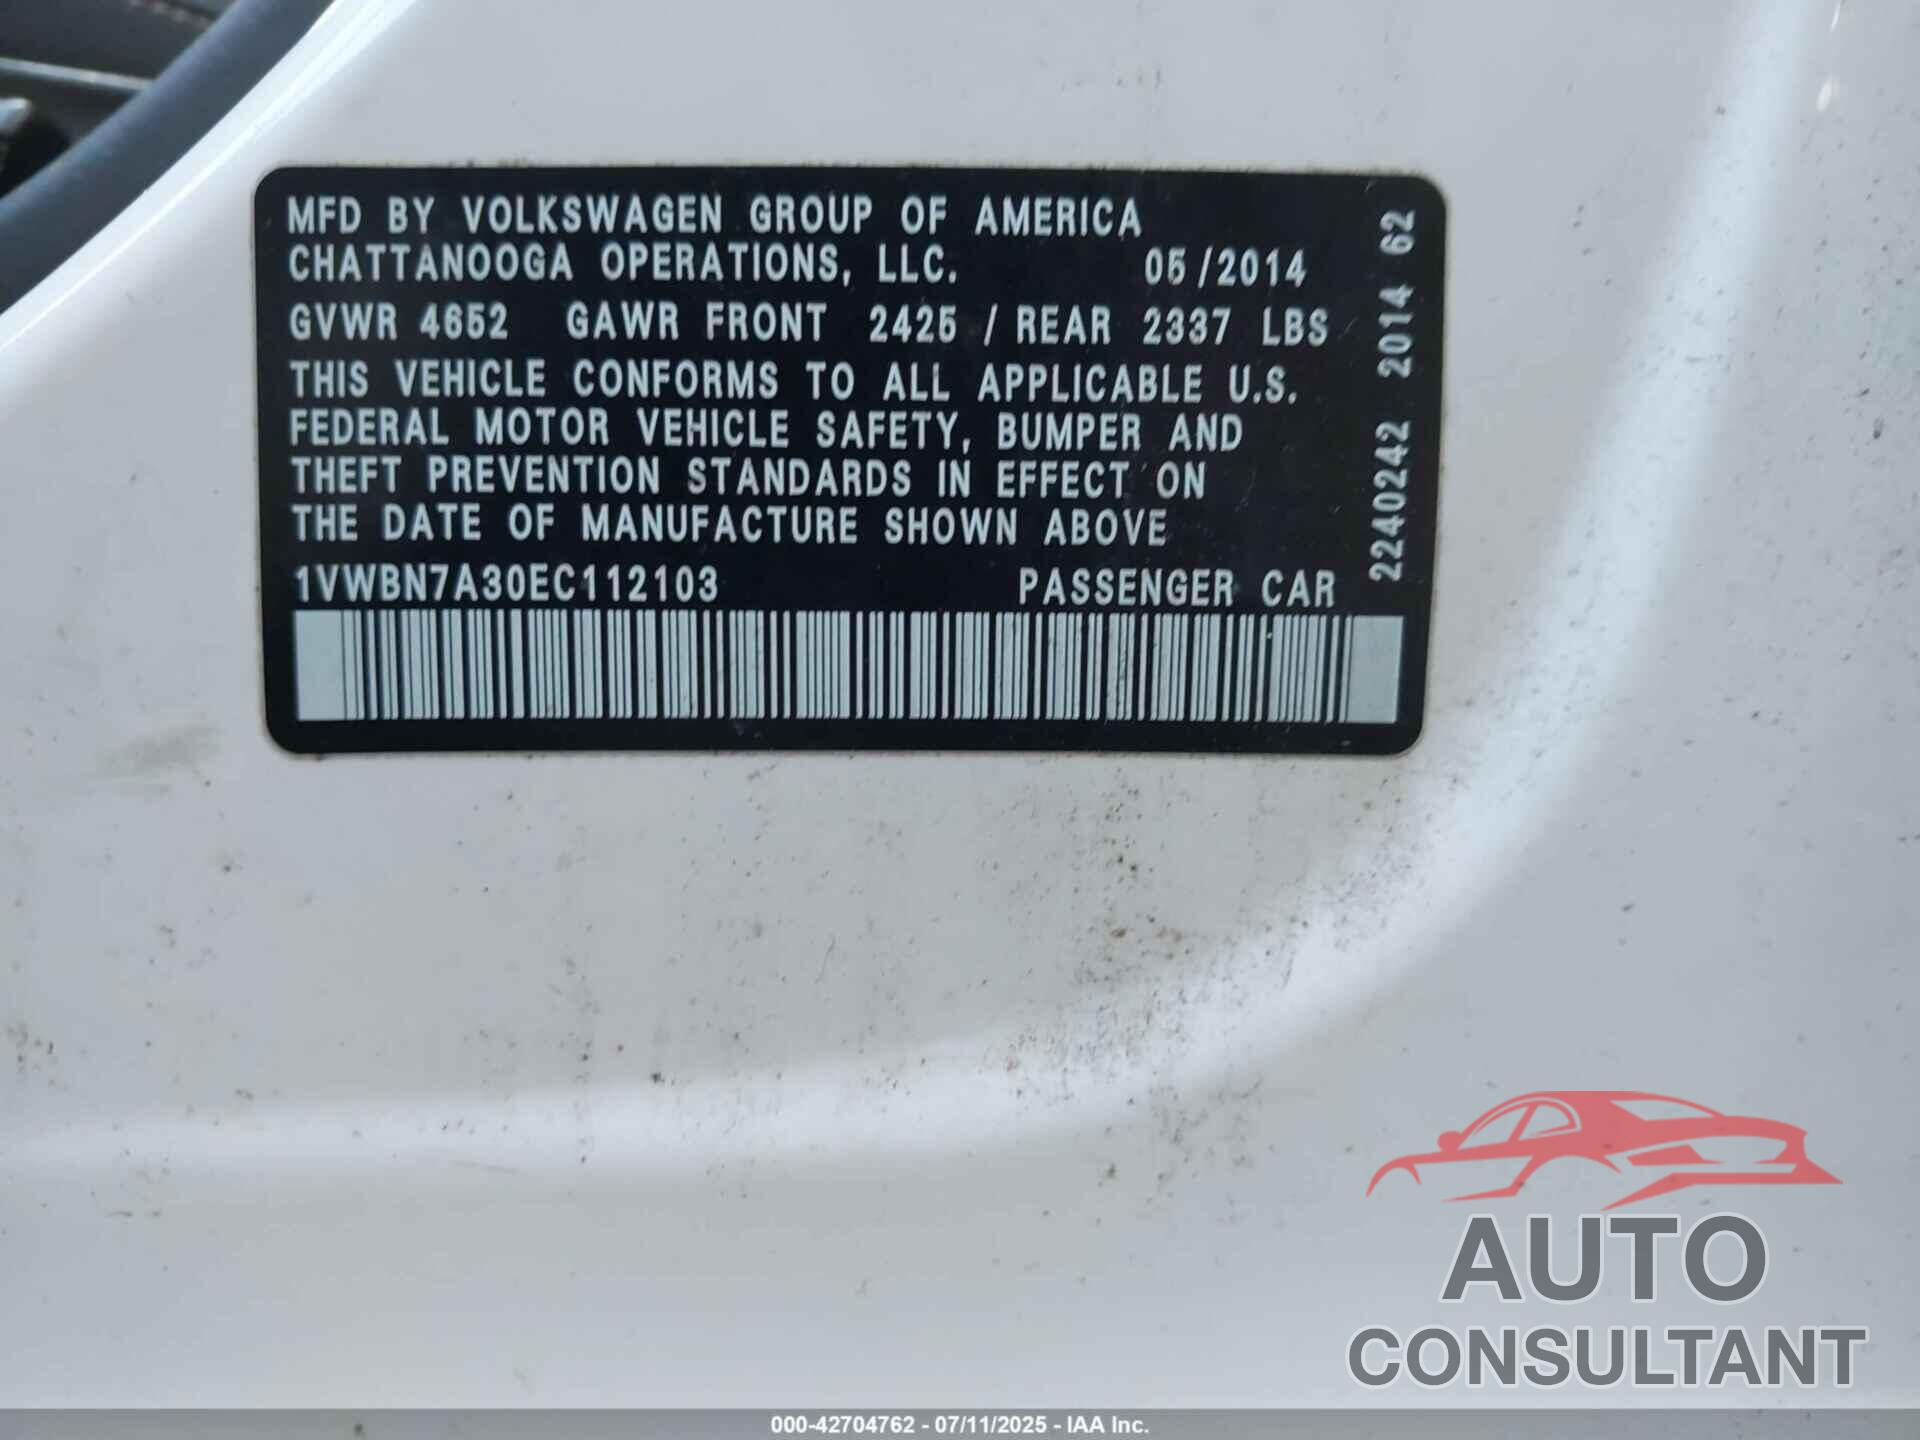 MFD BY VOLKSWAGEN GROUP OF AMERICA
CHATTANOOGA OPERATIONS, LLC. 05/2014
GVWR 4652 GAWR FRONT 2425 / REAR 2337 LBS
THIS VEHICLE CONFORMS TO ALL APPLICABLE U.S.
FEDERAL MOTOR VEHICLE SAFETY, BUMPER AND
THEFT PREVENTION STANDARDS IN EFFECT ON
THE DATE OF MANUFACTURE SHOWN ABOVE
1VWBN7A30EC112103 PASSENGER CAR
2240242 2014 62
AUTO
CONSULTANT
000-42704762 - 07/11/2025 - IAA Inc.